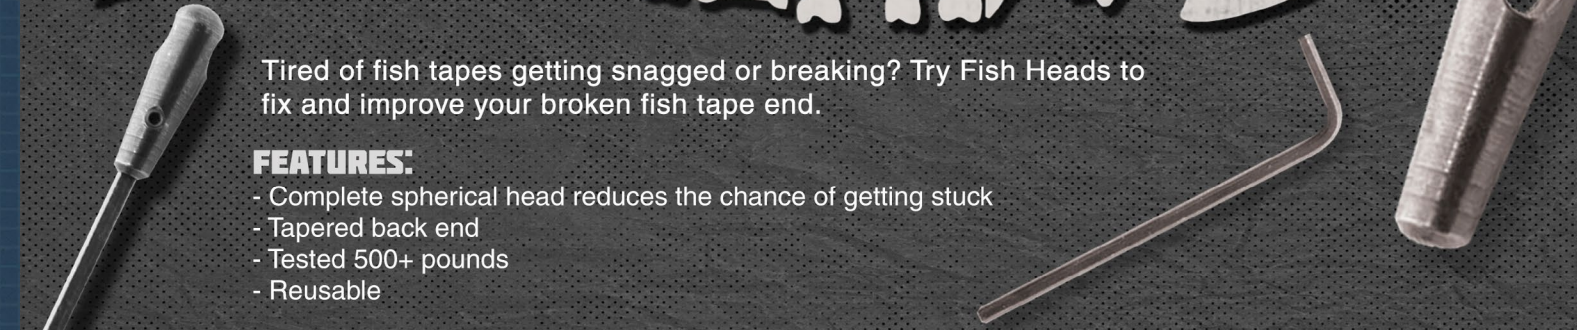 Tired of fish tapes getting snagged or breaking? Try Fish Heads to
fix and improve your broken fish tape end.
FEATURES:
- Complete spherical head reduces the chance of getting stuck
- Tapered back end
- Tested 500+ pounds
- Reusable